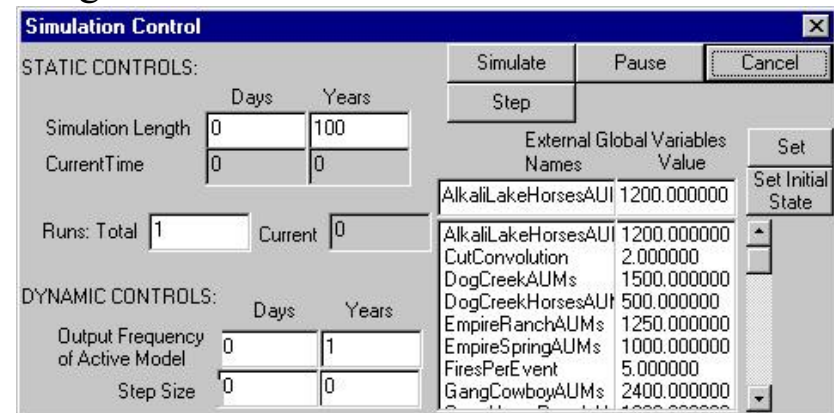 Simulation Control
STATIC CONTROLS:
Simulate Pause Cancel
Step
Days Years
Simulation Length 0 100
CurrentTime 0 0
Runs: Total 1 Current 0
External Global Variables
Names Value
Set
Set Initial
State
AlkaliLakeHorsesAUI 1200.000000
AlkaliLakeHorsesAUI 1200.000000
CutConvolution 2.000000
DogCreekAUMs 1500.000000
DogCreekHorsesAUM 500.000000
EmpireRanchAUMs 1250.000000
EmpireSpringAUMs 1000.000000
FiresPerEvent 5.000000
GangCowboyAUMs 2400.000000
DYNAMIC CONTROLS:
Days Years
Output Frequency
of Active Model 0 1
Step Size 0 0